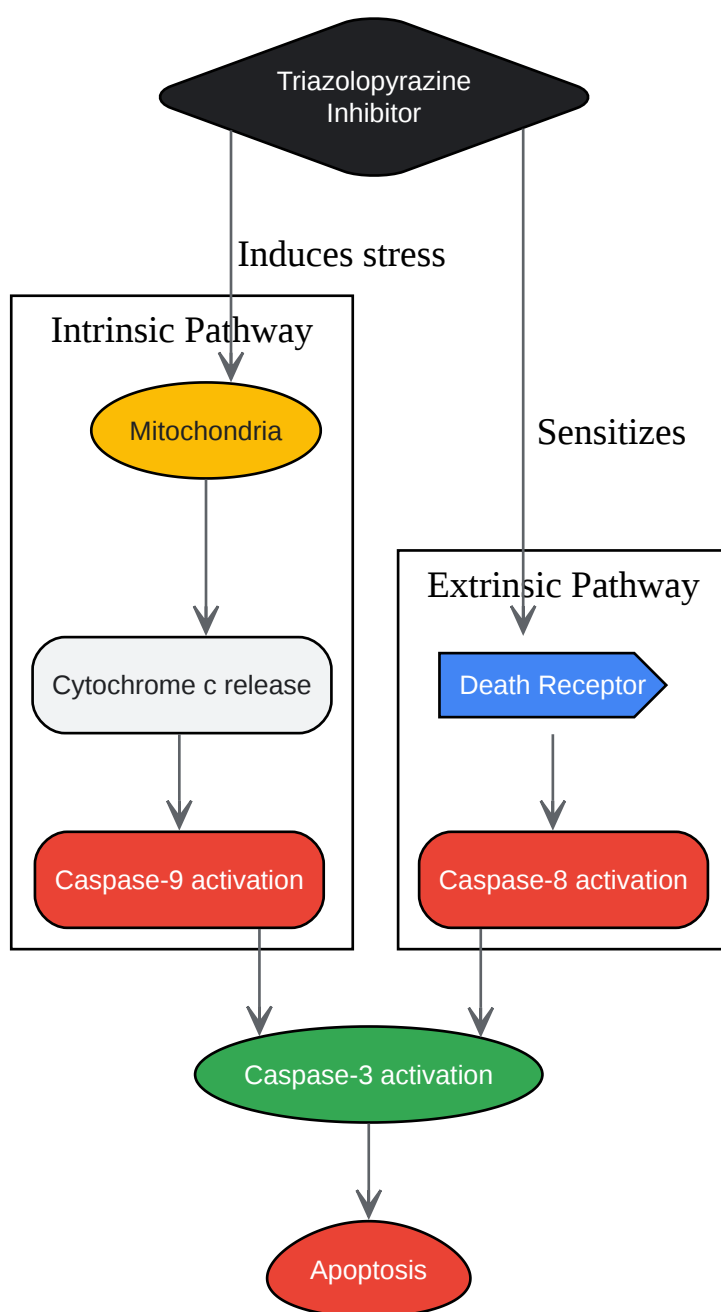 Triazolopyrazine
Inhibitor
Induces stress
Intrinsic Pathway
Mitochondria
Sensitizes
Extrinsic Pathway
Cytochrome c release
Death Receptor
Caspase-9 activation
Caspase-8 activation
Caspase-3 activation
Apoptosis